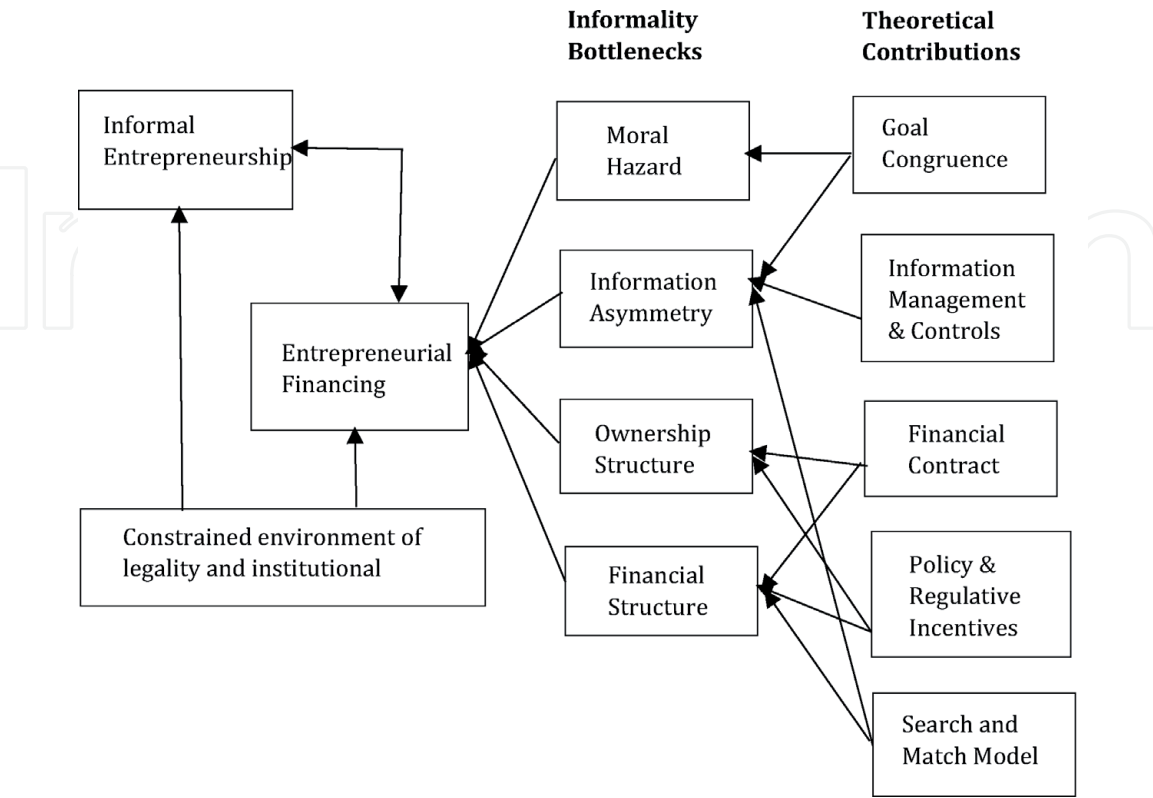 Informality
Bottlenecks
Theoretical
Contributions
Informal
Entrepreneurship
Moral
Hazard
Goal
Congruence
Information
Asymmetry
Information
Management
& Controls
Entrepreneurial
Financing
Ownership
Structure
Financial
Contract
Constrained environment of
legality and institutional
Financial
Structure
Policy &
Regulative
Incentives
Search and
Match Model